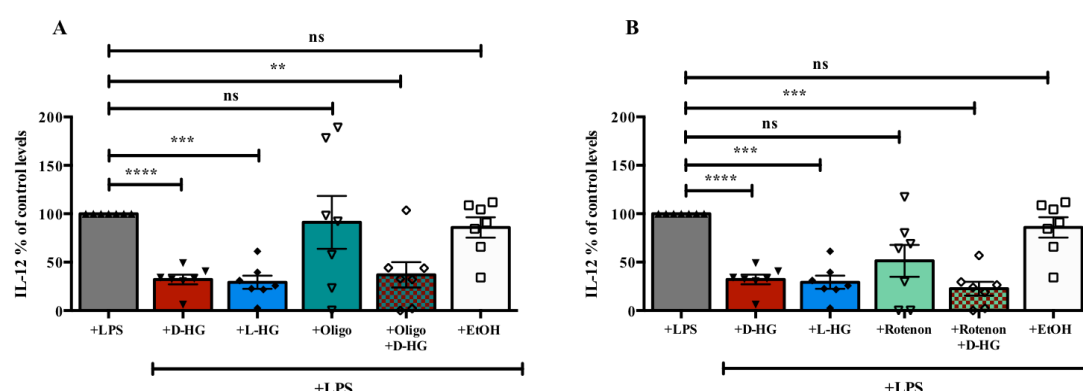 A
ns
**
ns
***
****
IL-12 % of control levels
200
150
100
50
0
+LPS
+D-HG
+L-HG
+Oligo
+Oligo
+D-HG
+EtOH
+LPS
B
ns
***
ns
***
****
IL-12 % of control levels
200
150
100
50
0
+LPS
+D-HG
+L-HG
+Rotenon
+Rotenon
+D-HG
+EtOH
+LPS